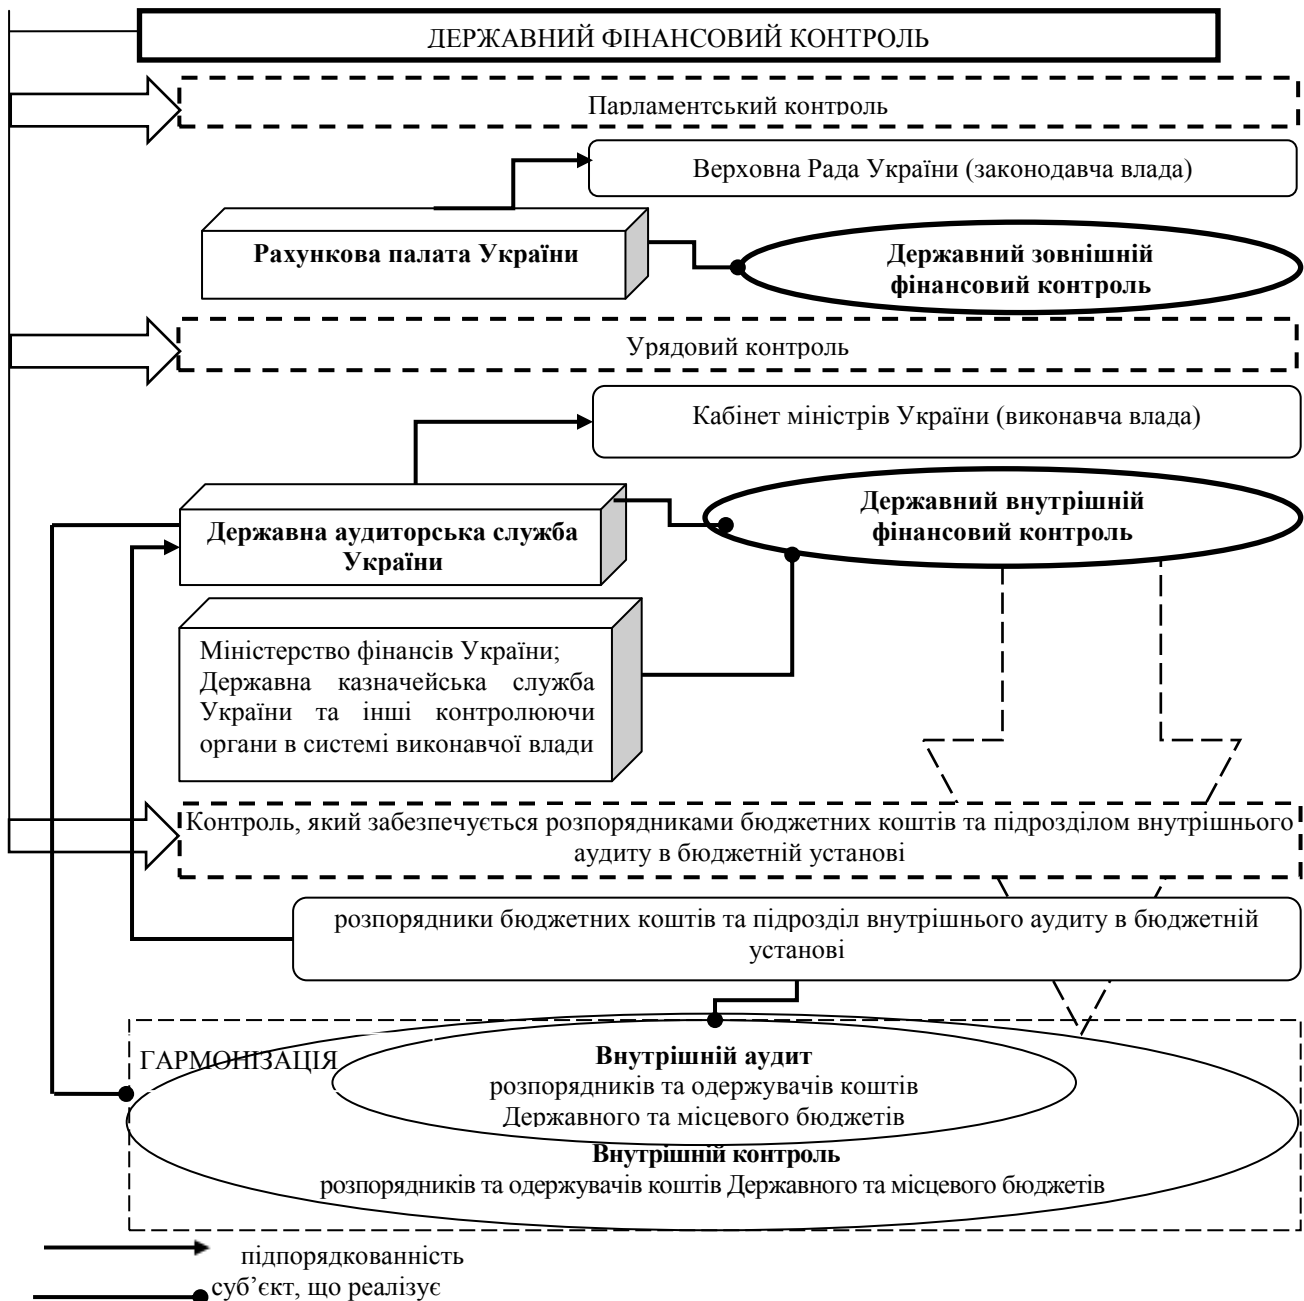 ДЕРЖАВНИЙ ФІНАНСОВИЙ КОНТРОЛЬ
Парламентський контроль
Верховна Рада України (законодавча влада)
Рахункова палата України
Державний зовнішній
фінансовий контроль
Урядовий контроль
Кабінет міністрів України (виконавча влада)
Державний внутрішній
фінансовий контроль
Державна аудиторська служба
України
Міністерство фінансів України;
Державна казначейська служба
України та інші контролюючи
органи в системі виконавчої влади
Контроль, який забезпечується розпорядниками бюджетних коштів та підрозділом внутрішнього
аудиту в бюджетній установі
розпорядники бюджетних коштів та підрозділ внутрішнього аудиту в бюджетній
установі
ГАРМОНІЗАЦІЯ
Внутрішній аудит
розпорядників та одержувачів коштів
Державного та місцевого бюджетів
Внутрішній контроль
розпорядників та одержувачів коштів Державного та місцевого бюджетів
підпорядкованність
суб’єкт, що реалізує